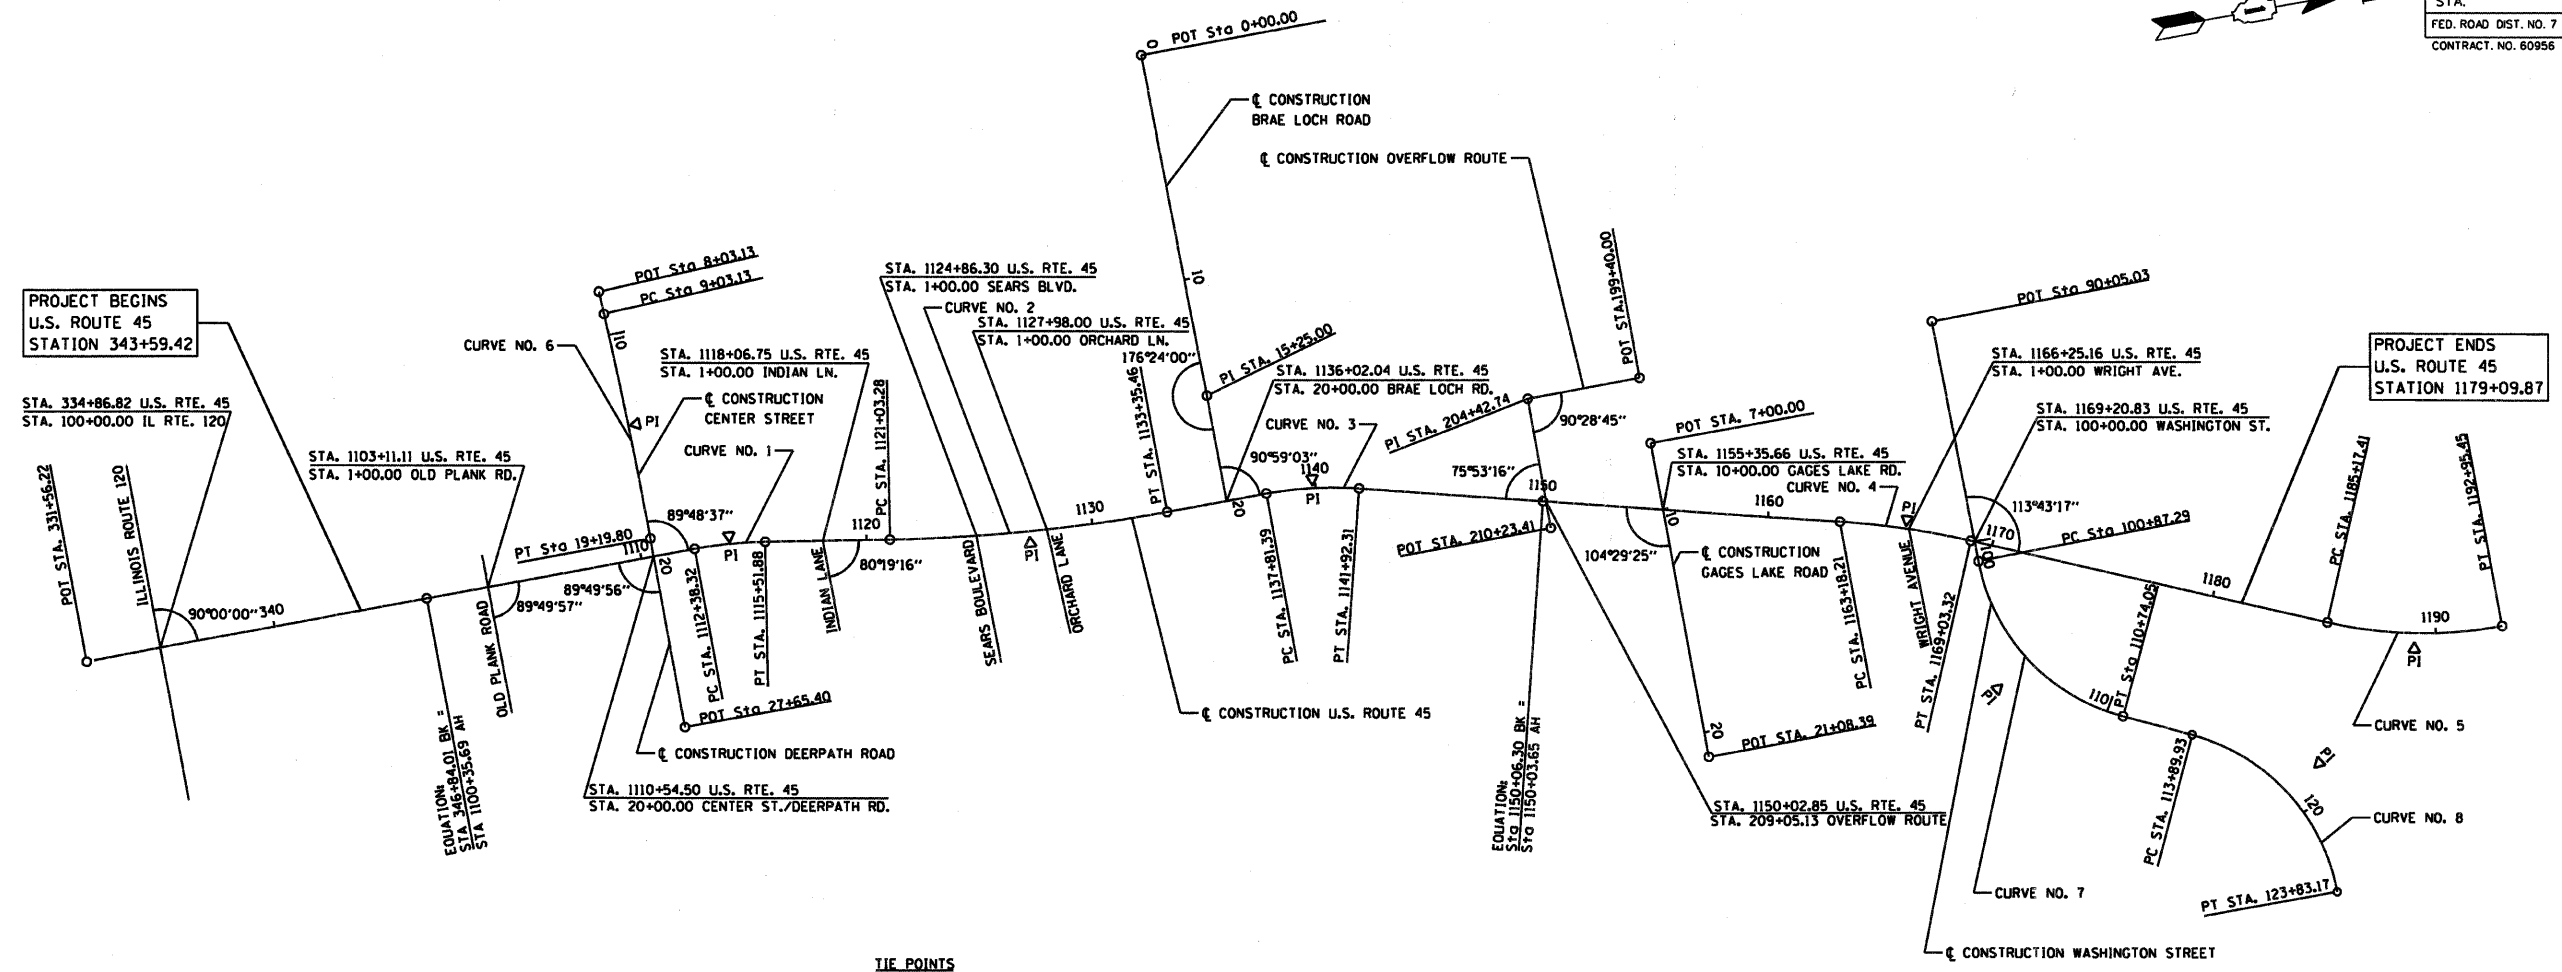 STA.
FED. ROAD DIST. NO. 7
CONTRACT. NO. 60956
0
POT Sta 0+00.00
℄ CONSTRUCTION
BRAE LOCH ROAD
℄ CONSTRUCTION OVERFLOW ROUTE
POT Sta 8+03.13
PC Sta 9+03.13
10
CURVE NO. 6
PI
PROJECT BEGINS
U.S. ROUTE 45
STATION 343+59.42
STA. 334+86.82 U.S. RTE. 45
STA. 100+00.00 IL RTE. 120
POT STA. 331+56.22
ILLINOIS ROUTE 120
90°00'00"
340
STA. 1103+11.11 U.S. RTE. 45
STA. 1+00.00 OLD PLANK RD.
EQUATION:
STA 346+84.01 BK =
STA 1100+35.69 AH
OLD PLANK ROAD
89°49'57"
PT Sta 19+19.80
1110
20
89°48'37"
89°49'56"
STA. 1118+06.75 U.S. RTE. 45
STA. 1+00.00 INDIAN LN.
℄ CONSTRUCTION
CENTER STREET
CURVE NO. 1
PI
PC STA. 1112+38.32
PT STA. 1115+51.88
POT Sta 27+65.40
℄ CONSTRUCTION DEERPATH ROAD
STA. 1110+54.50 U.S. RTE. 45
STA. 20+00.00 CENTER ST./DEERPATH RD.
INDIAN LANE
80°19'16"
1120
PC STA. 1121+03.28
STA. 1124+86.30 U.S. RTE. 45
STA. 1+00.00 SEARS BLVD.
CURVE NO. 2
STA. 1127+98.00 U.S. RTE. 45
STA. 1+00.00 ORCHARD LN.
SEARS BOULEVARD
PI
ORCHARD LANE
1130
PT STA. 1133+35.46
176°24'00"
10
PI STA. 15+25.00
STA. 1136+02.04 U.S. RTE. 45
STA. 20+00.00 BRAE LOCH RD.
20
90°59'03"
CURVE NO. 3
1140
PI
PC STA. 1137+81.39
PT STA. 1141+92.31
℄ CONSTRUCTION U.S. ROUTE 45
POT STA. 199+40.00
PI STA. 204+42.74
90°28'45"
75°53'16"
1150
POT STA. 210+23.41
EQUATION:
Sta 1150+06.30 BK =
Sta 1150+03.65 AH
STA. 1150+02.85 U.S. RTE. 45
STA. 209+05.13 OVERFLOW ROUTE
POT STA. 7+00.00
STA. 1155+35.66 U.S. RTE. 45
STA. 10+00.00 GAGES LAKE RD.
10
104°29'25"
℄ CONSTRUCTION
GAGES LAKE ROAD
20
POT STA. 21+08.39
1160
CURVE NO. 4
PI
PC STA. 1163+18.21
WRIGHT AVENUE
PT STA. 1169+03.32
POT Sta 90+05.03
STA. 1166+25.16 U.S. RTE. 45
STA. 1+00.00 WRIGHT AVE.
STA. 1169+20.83 U.S. RTE. 45
STA. 100+00.00 WASHINGTON ST.
113°43'17"
1170
100
PC Sta 100+87.29
PI
110
PT Sta 110+74.05
1180
PROJECT ENDS
U.S. ROUTE 45
STATION 1179+09.87
PC STA. 1185+17.41
PT STA. 1192+95.45
1190
PI
CURVE NO. 5
PC STA. 113+89.93
PI
120
CURVE NO. 8
PT STA. 123+83.17
CURVE NO. 7
℄ CONSTRUCTION WASHINGTON STREET
TIE POINTS